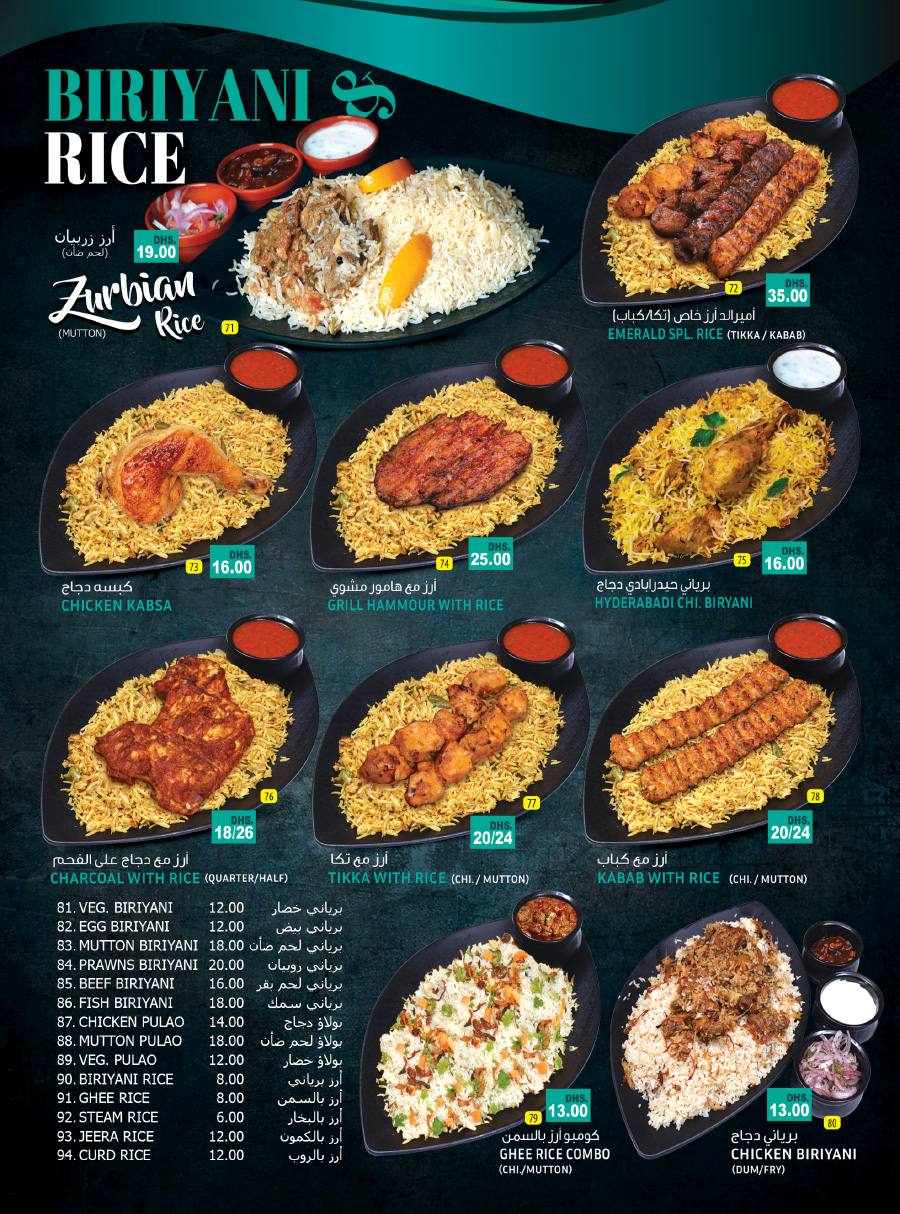 BIRIYANI &
RICE
أرز زربيان
(لحم ضأن)
DHS.
19.00
Zurbian
Rice
(MUTTON)
71
72
DHS.
35.00
أميرالد أرز خاص (تكا/كباب)
EMERALD SPL. RICE (TIKKA / KABAB)
73
DHS.
16.00
كبسه دجاج
CHICKEN KABSA
74
DHS.
25.00
أرز مع هامور مشوي
GRILL HAMMOUR WITH RICE
75
DHS.
16.00
برياني حيدرابادي دجاج
HYDERABADI CHI. BIRYANI
76
DHS.
18/26
أرز مع دجاج على الفحم
CHARCOAL WITH RICE (QUARTER/HALF)
77
DHS.
20/24
أرز مع تكا
TIKKA WITH RICE (CHI. / MUTTON)
78
DHS.
20/24
أرز مع كباب
KABAB WITH RICE (CHI. / MUTTON)
81. VEG. BIRIYANI 12.00 برياني خضار
82. EGG BIRIYANI 12.00 برياني بيض
83. MUTTON BIRIYANI 18.00 برياني لحم ضأن
84. PRAWNS BIRIYANI 20.00 برياني روبيان
85. BEEF BIRIYANI 16.00 برياني لحم بقر
86. FISH BIRIYANI 18.00 برياني سمك
87. CHICKEN PULAO 14.00 بولاؤ دجاج
88. MUTTON PULAO 18.00 بولاؤ لحم ضأن
89. VEG. PULAO 12.00 بولاؤ خضار
90. BIRIYANI RICE 8.00 أرز برياني
91. GHEE RICE 8.00 أرز بالسمن
92. STEAM RICE 6.00 أرز بالبخار
93. JEERA RICE 12.00 أرز بالكمون
94. CURD RICE 12.00 أرز بالروب
79
DHS.
13.00
كومبو أرز بالسمن
GHEE RICE COMBO
(CHI./MUTTON)
DHS.
13.00
80
برياني دجاج
CHICKEN BIRIYANI
(DUM/FRY)